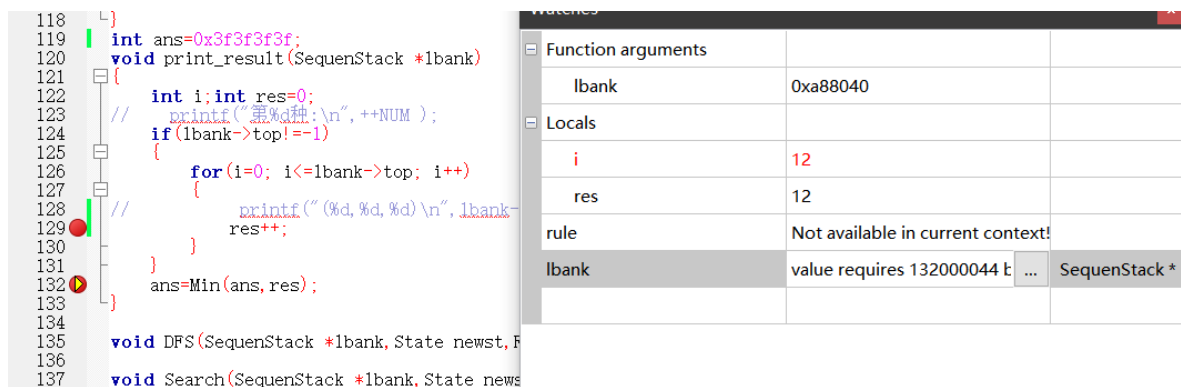 Watches
118 }
119 int ans=0x3f3f3f3f;
120 void print_result(SequenStack *lbank)
121 {
122 int i;int res=0;
123 // printf("第%d种:\n",++NUM );
124 if(lbank->top!=-1)
125 {
126 for(i=0; i<=lbank->top; i++)
127 {
128 // printf("(%d,%d,%d)\n",lbank-
129 res++;
130 }
131 }
132 ans=Min(ans,res);
133 }
134
135 void DFS(SequenStack *lbank,State newst,
136
137 void Search(SequenStack *lbank,State news
Function arguments
lbank 0xa88040
Locals
i 12
res 12
rule Not available in current context!
lbank value requires 132000044 b ... SequenStack *